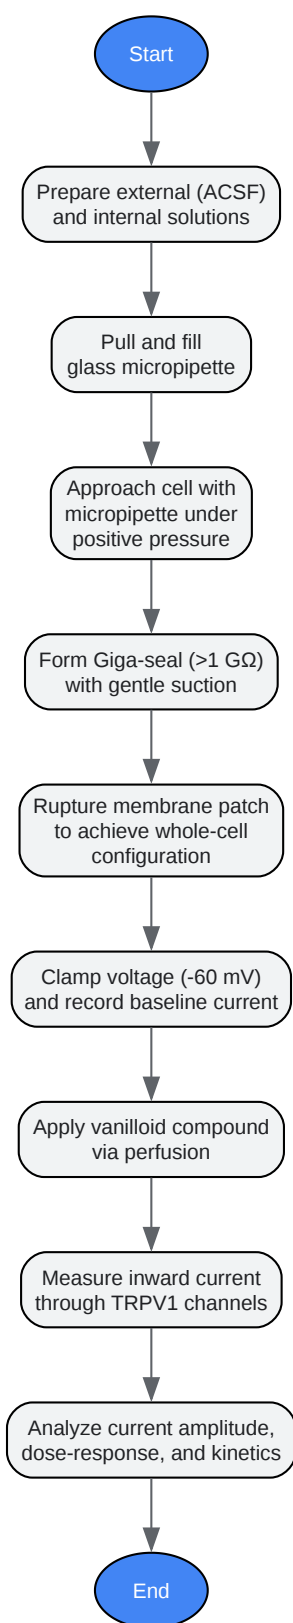 Start
Prepare external (ACSF)
and internal solutions
Pull and fill
glass micropipette
Approach cell with
micropipette under
positive pressure
Form Giga-seal (>1 GΩ)
with gentle suction
Rupture membrane patch
to achieve whole-cell
configuration
Clamp voltage (-60 mV)
and record baseline current
Apply vanilloid compound
via perfusion
Measure inward current
through TRPV1 channels
Analyze current amplitude,
dose-response, and kinetics
End